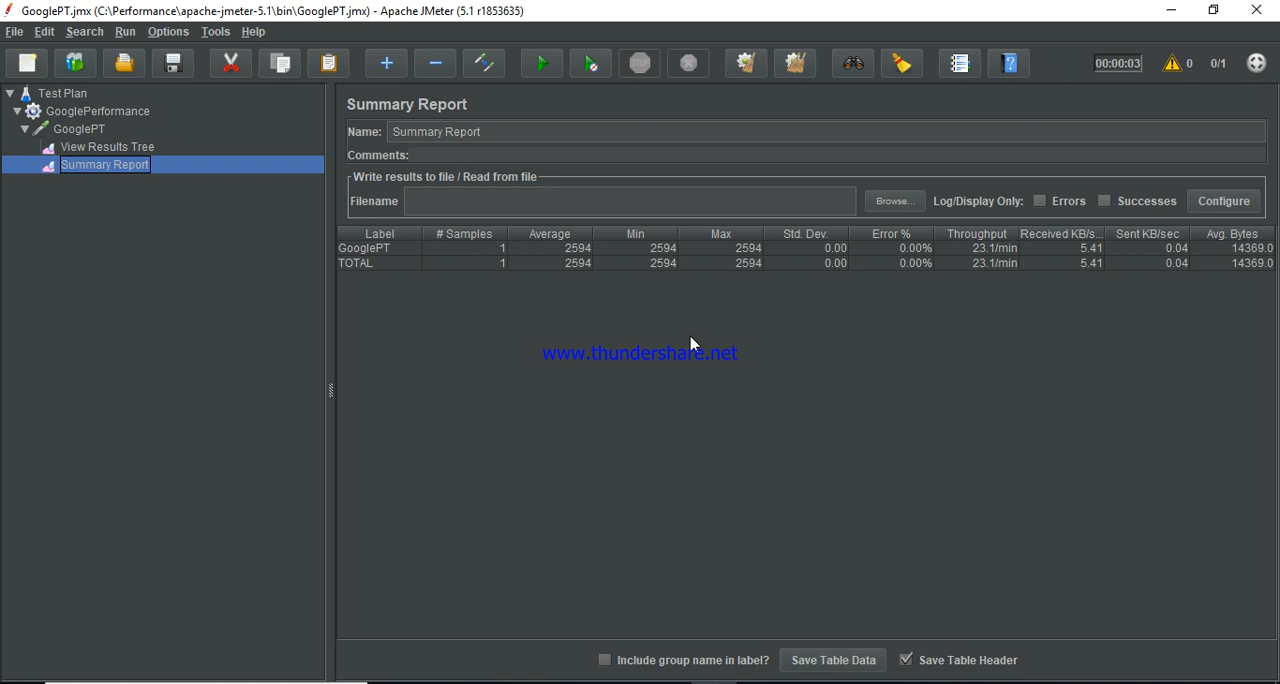 GooglePT.jmx (C:\Performance\apache-jmeter-5.1\bin\GooglePT.jmx) - Apache JMeter (5.1 r1853635)
File Edit Search Run Options Tools Help
STOP 00:00:03 0 0/1
Test Plan
GooglePerformance
GooglePT
View Results Tree
Summary Report
Summary Report
Name: Summary Report
Comments:
Write results to file / Read from file
Filename Browse... Log/Display Only: Errors Successes Configure
Label # Samples Average Min Max Std. Dev. Error % Throughput Received KB/s... Sent KB/sec Avg. Bytes
GooglePT 1 2594 2594 2594 0.00 0.00% 23.1/min 5.41 0.04 14369.0
TOTAL 1 2594 2594 2594 0.00 0.00% 23.1/min 5.41 0.04 14369.0
www.thundershare.net
Include group name in label? Save Table Data Save Table Header